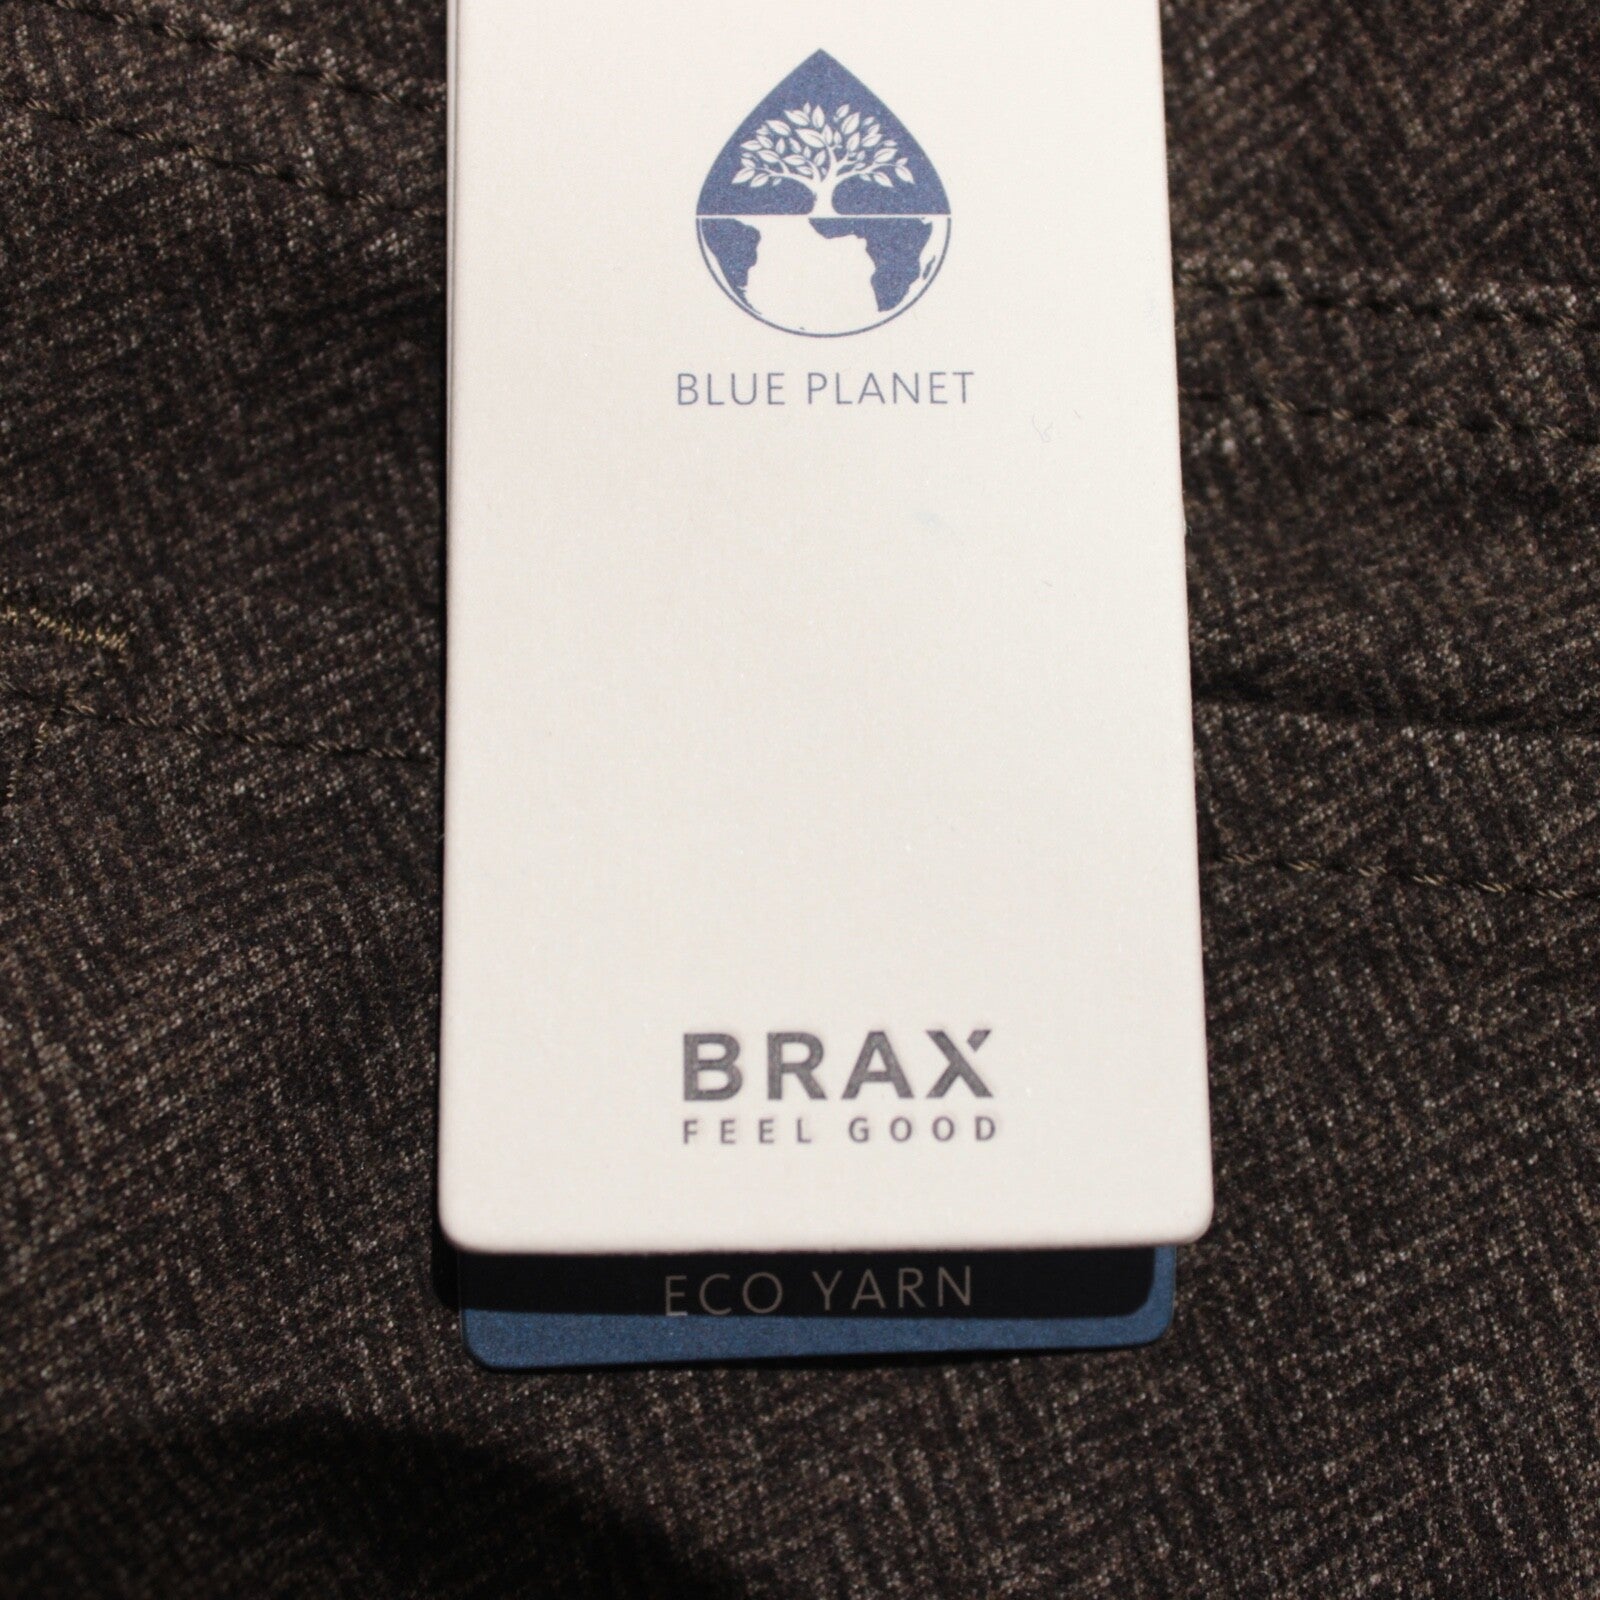 BLUE PLANET
BRAX
FEEL GOOD
ECO YARN